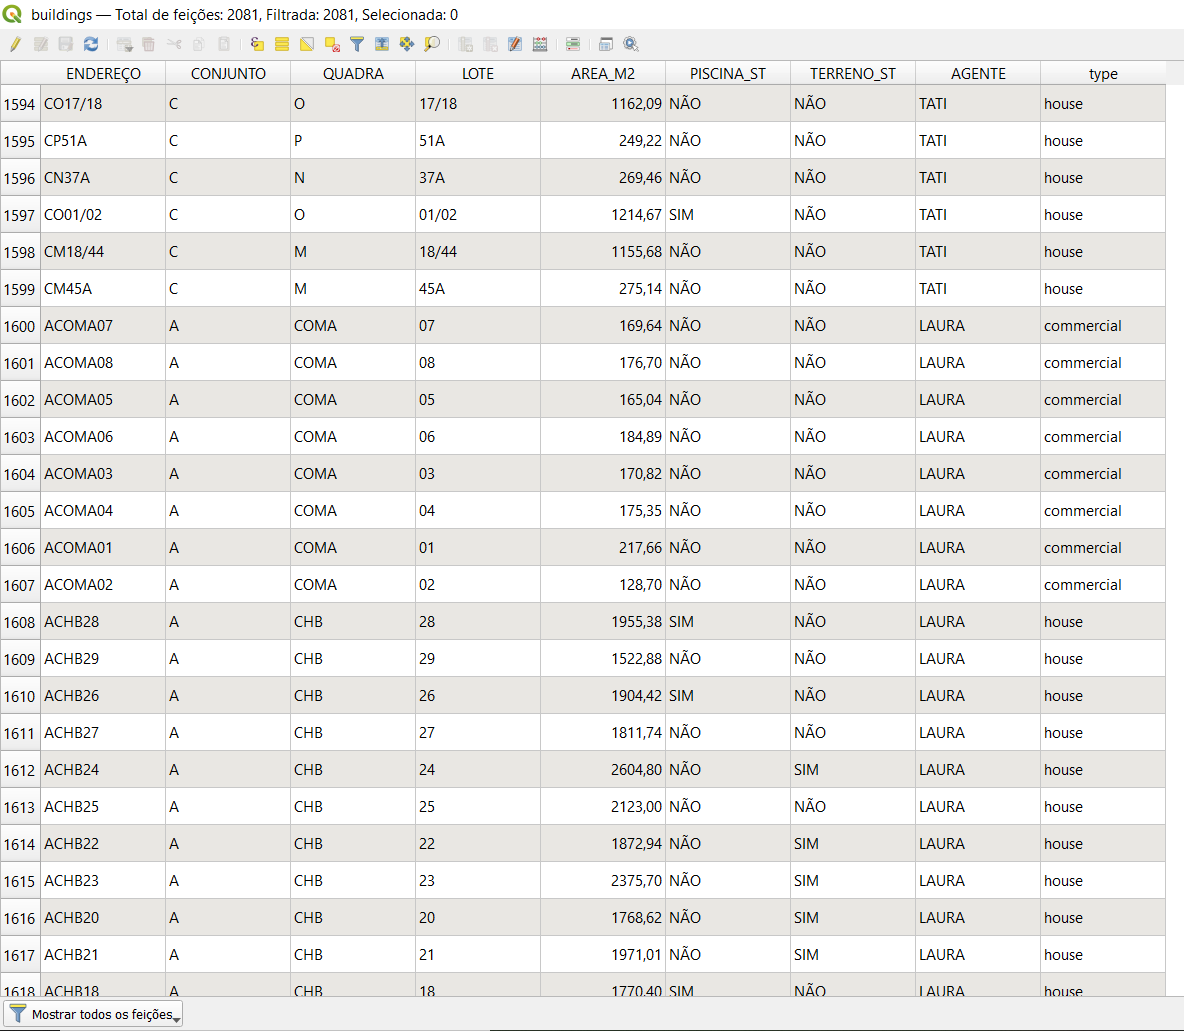 buildings — Total de feições: 2081, Filtrada: 2081, Selecionada: 0
ENDEREÇO CONJUNTO QUADRA LOTE AREA_M2 PISCINA_ST TERRENO_ST AGENTE type
1594 CO17/18 C O 17/18 1162,09 NÃO NÃO TATI house
1595 CP51A C P 51A 249,22 NÃO NÃO TATI house
1596 CN37A C N 37A 269,46 NÃO NÃO TATI house
1597 CO01/02 C O 01/02 1214,67 SIM NÃO TATI house
1598 CM18/44 C M 18/44 1155,68 NÃO NÃO TATI house
1599 CM45A C M 45A 275,14 NÃO NÃO TATI house
1600 ACOMA07 A COMA 07 169,64 NÃO NÃO LAURA commercial
1601 ACOMA08 A COMA 08 176,70 NÃO NÃO LAURA commercial
1602 ACOMA05 A COMA 05 165,04 NÃO NÃO LAURA commercial
1603 ACOMA06 A COMA 06 184,89 NÃO NÃO LAURA commercial
1604 ACOMA03 A COMA 03 170,82 NÃO NÃO LAURA commercial
1605 ACOMA04 A COMA 04 175,35 NÃO NÃO LAURA commercial
1606 ACOMA01 A COMA 01 217,66 NÃO NÃO LAURA commercial
1607 ACOMA02 A COMA 02 128,70 NÃO NÃO LAURA commercial
1608 ACHB28 A CHB 28 1955,38 SIM NÃO LAURA house
1609 ACHB29 A CHB 29 1522,88 NÃO NÃO LAURA house
1610 ACHB26 A CHB 26 1904,42 SIM NÃO LAURA house
1611 ACHB27 A CHB 27 1811,74 NÃO NÃO LAURA house
1612 ACHB24 A CHB 24 2604,80 NÃO SIM LAURA house
1613 ACHB25 A CHB 25 2123,00 NÃO NÃO LAURA house
1614 ACHB22 A CHB 22 1872,94 NÃO SIM LAURA house
1615 ACHB23 A CHB 23 2375,70 NÃO SIM LAURA house
1616 ACHB20 A CHB 20 1768,62 NÃO SIM LAURA house
1617 ACHB21 A CHB 21 1971,01 NÃO SIM LAURA house
1618 ACHB18 A CHB 18 1770,40 SIM NÃO LAURA house
Mostrar todos os feições